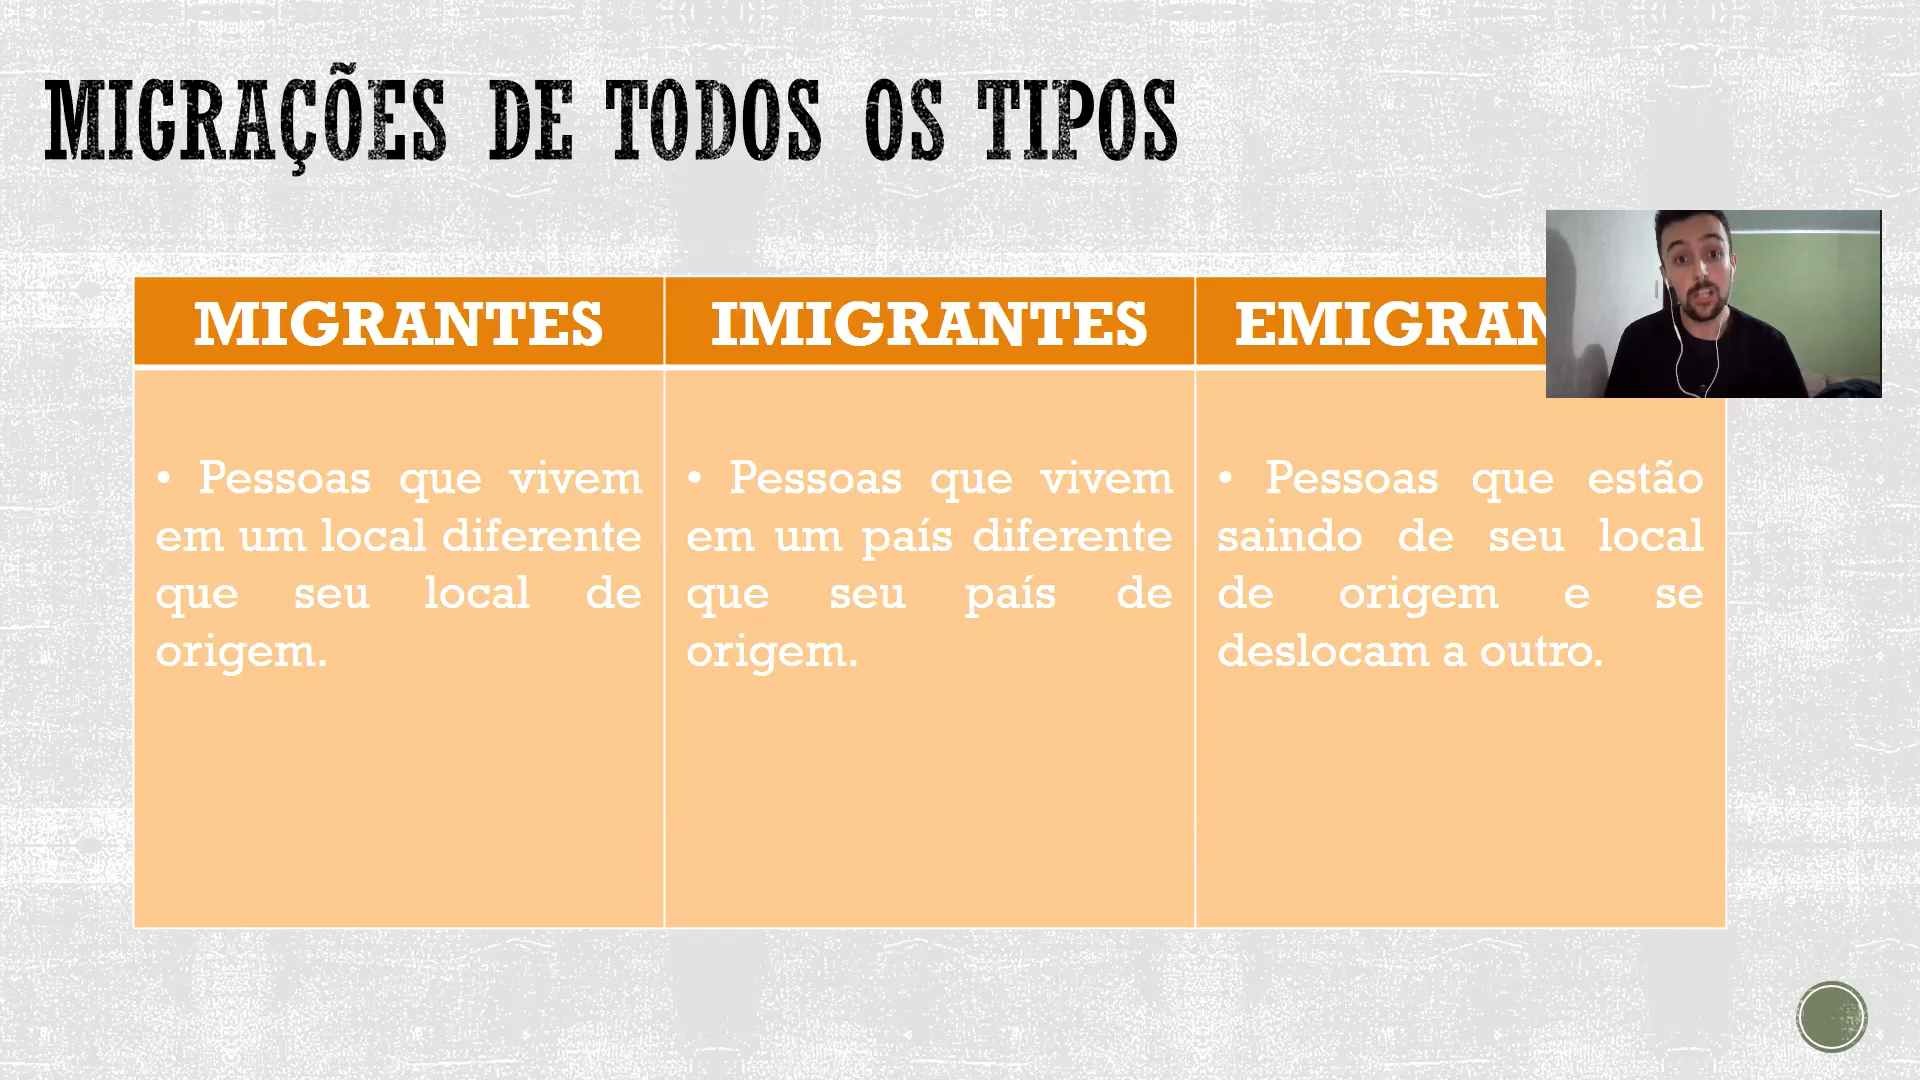 MIGRAÇÕES DE TODOS OS TIPOS
MIGRANTES
• Pessoas que vivem
em um local diferente
que seu local de
origem.
IMIGRANTES
• Pessoas que vivem
em um país diferente
que seu país de
origem.
• Pessoas que estão
saindo de seu local
de origem e se
deslocam a outro.